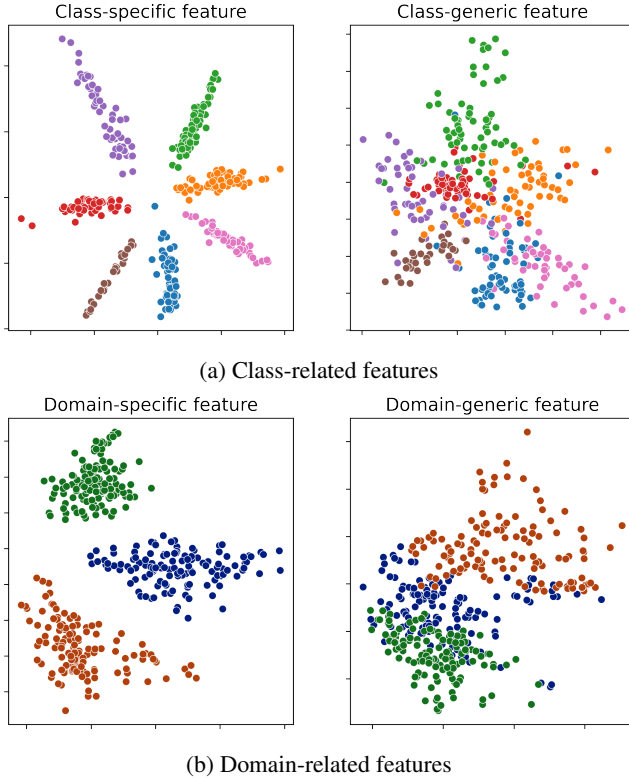 Class-specific feature
Class-generic feature
(a) Class-related features
Domain-specific feature
Domain-generic feature
(b) Domain-related features